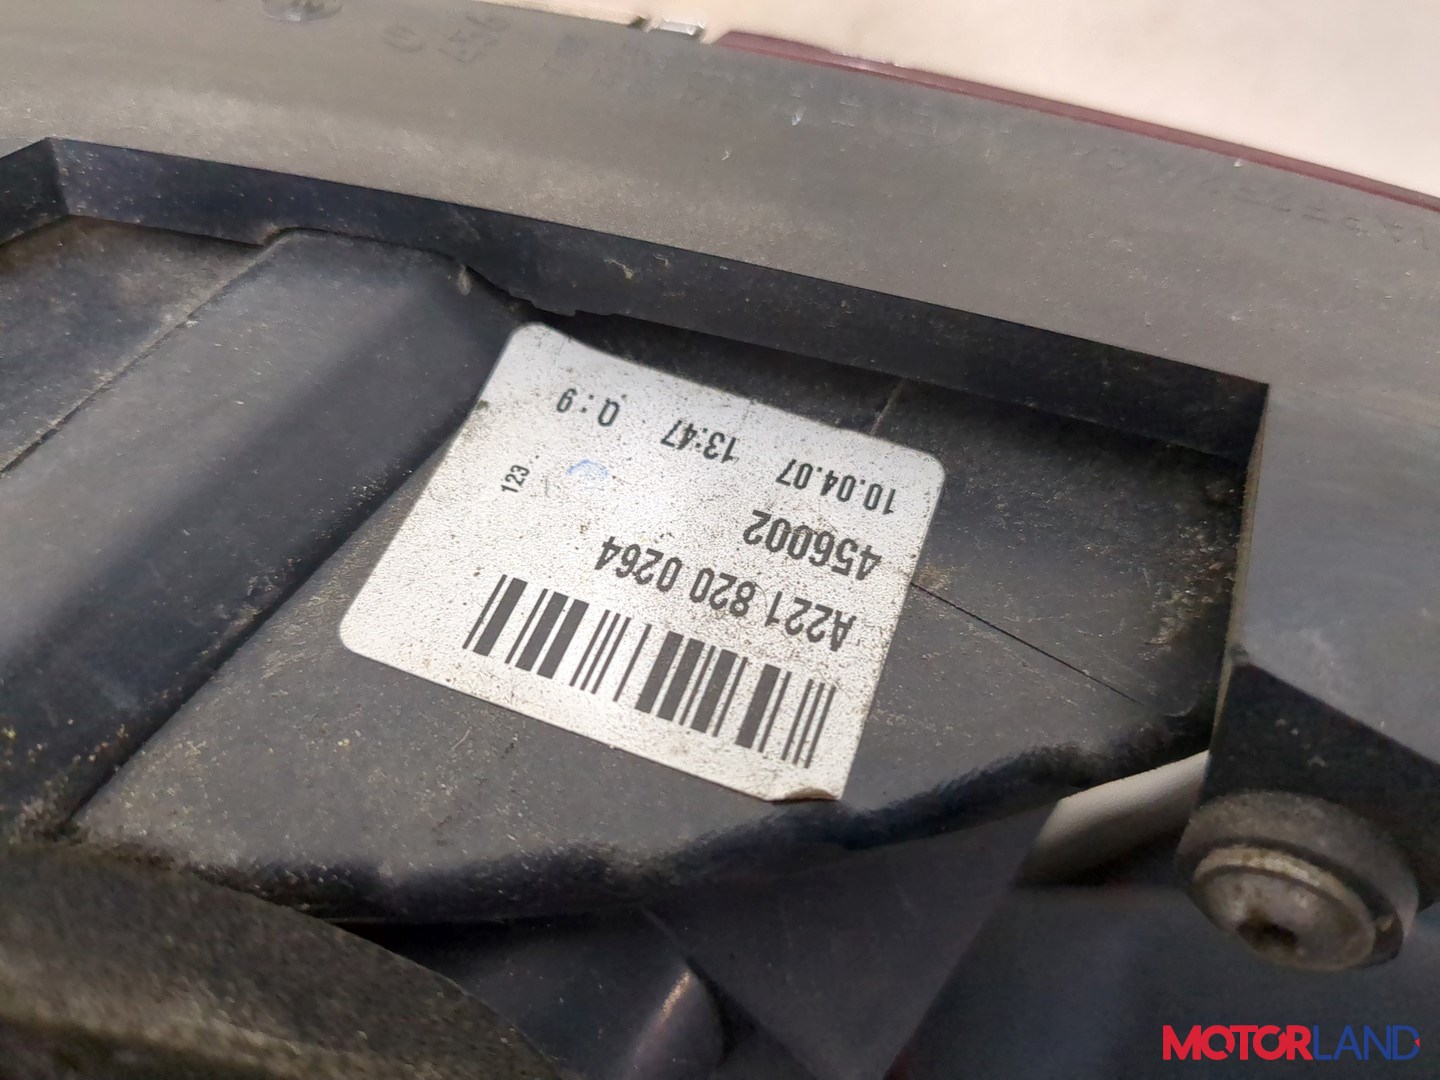 A221 820 0264
456002
10.04.07 13:47 Q:9
123
MOTORLAND